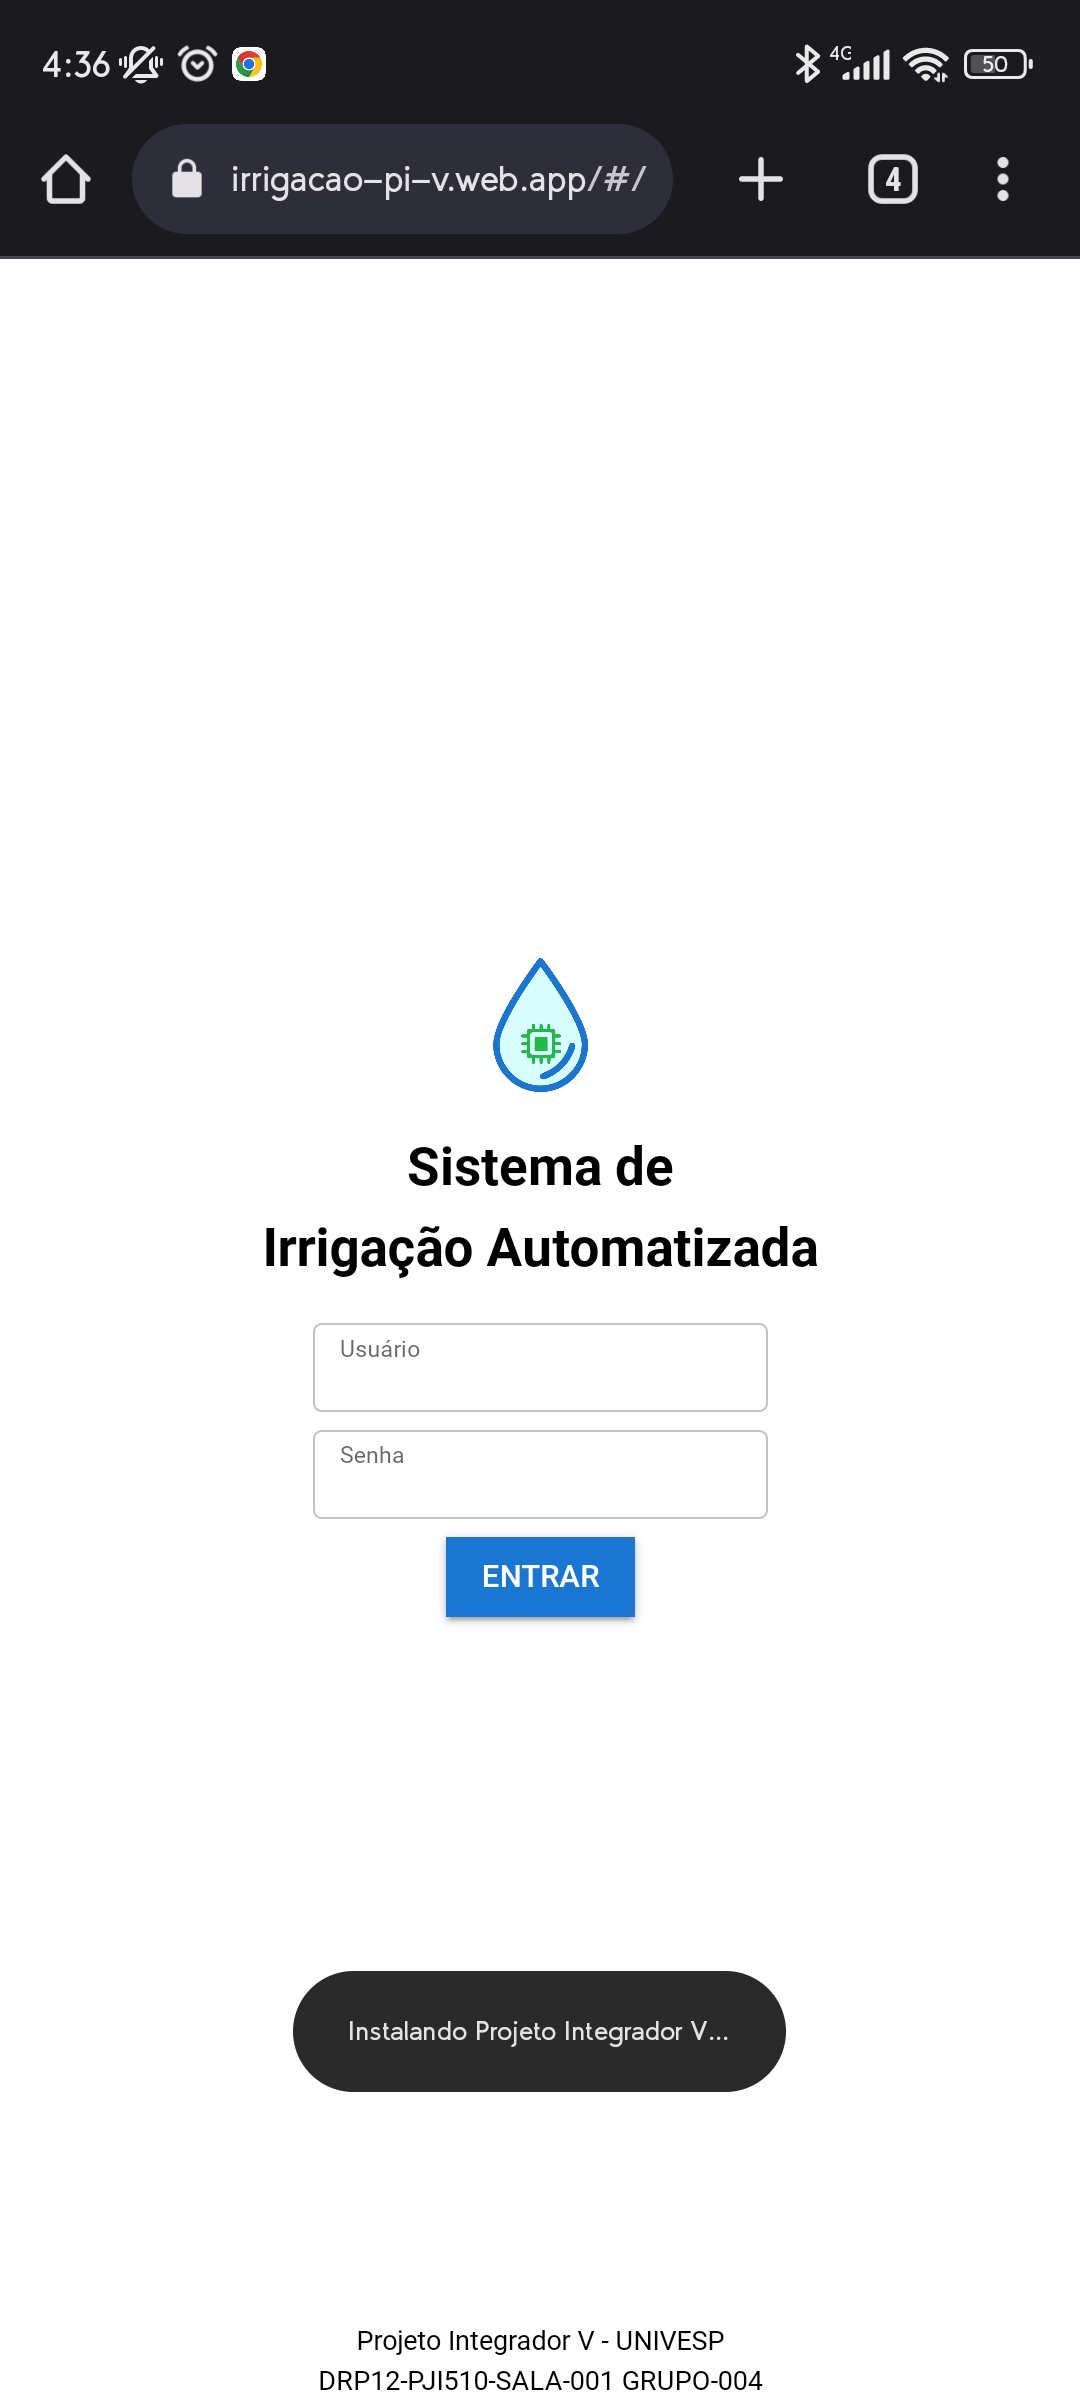 4:36
4G
50
irrigacao-pi-v.web.app/#/
4
Sistema de
Irrigação Automatizada
Usuário
Senha
ENTRAR
Instalando Projeto Integrador V...
Projeto Integrador V - UNIVESP
DRP12-PJI510-SALA-001 GRUPO-004